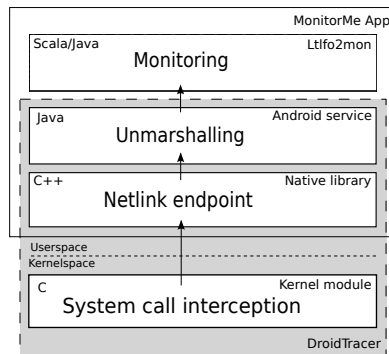 MonitorMe App
Scala/Java Ltlfo2mon
Monitoring
Java Android service
Unmarshalling
C++ Native library
Netlink endpoint
Userspace
Kernelspace
C Kernel module
System call interception
DroidTracer